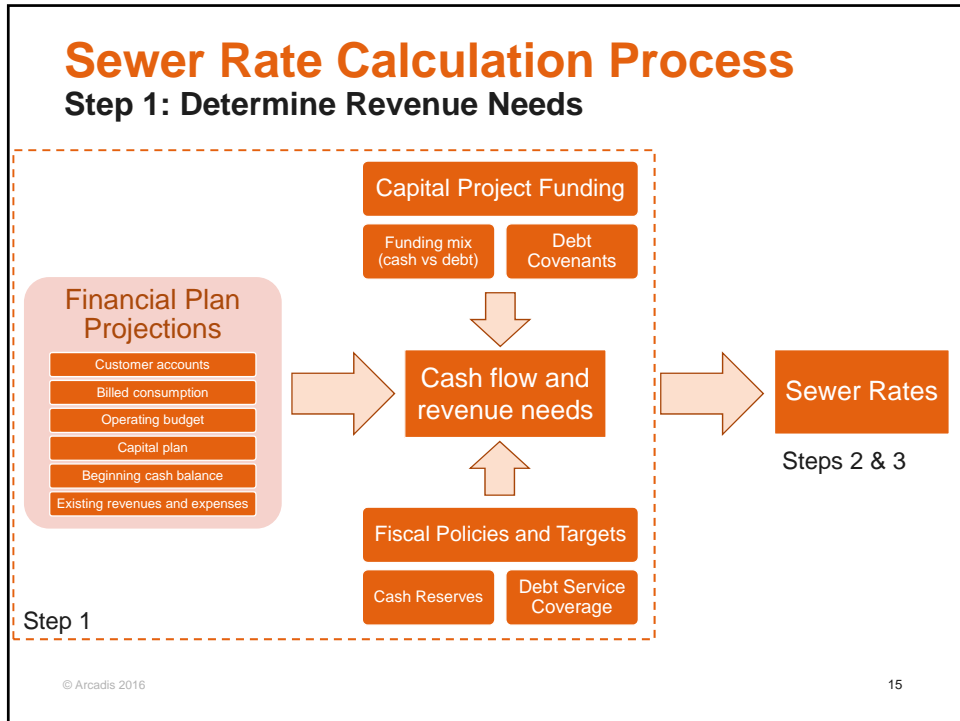 Sewer Rate Calculation Process
Step 1: Determine Revenue Needs
Capital Project Funding
Funding mix
(cash vs debt)
Debt
Covenants
Financial Plan
Projections
Customer accounts
Billed consumption
Operating budget
Capital plan
Beginning cash balance
Existing revenues and expenses
Cash flow and
revenue needs
Sewer Rates
Steps 2 & 3
Fiscal Policies and Targets
Cash Reserves
Debt Service
Coverage
Step 1
© Arcadis 2016
15